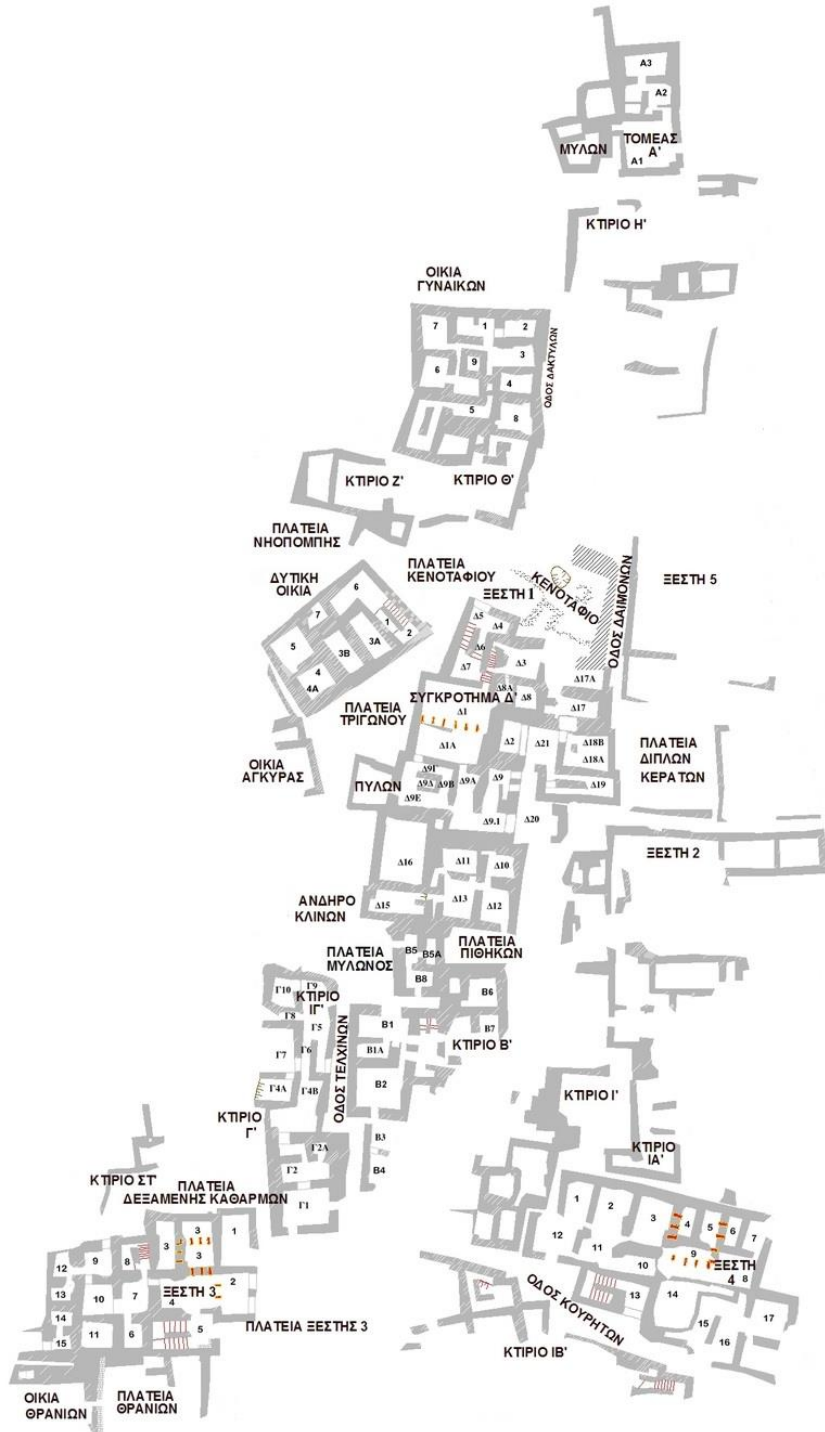 Α3
Α2
ΤΟΜΕΑΣ
Α'
ΜΥΛΩΝ
Α1
ΚΤΙΡΙΟ Η'
ΟΙΚΙΑ
ΓΥΝΑΙΚΩΝ
7
1
2
3
9
6
4
5
8
ΟΔΟΣ ΔΑΚΤΥΛΩΝ
ΚΤΙΡΙΟ Ζ'
ΚΤΙΡΙΟ Θ'
ΠΛΑΤΕΙΑ
ΝΗΟΠΟΜΠΗΣ
ΠΛΑΤΕΙΑ
ΚΕΝΟΤΑΦΙΟΥ
ΚΕΝΟΤΑΦΙΟ
ΟΔΟΣ ΔΑΙΜΟΝΩΝ
ΞΕΣΤΗ 5
ΔΥΤΙΚΗ
ΟΙΚΙΑ
6
7
1
2
5
3Β
3Α
4
4Α
ΞΕΣΤΗ 1
Δ5
Δ4
Δ6
Δ7
Δ3
Δ8Α
Δ8
Δ17Α
Δ17
ΣΥΓΚΡΟΤΗΜΑ Δ'
Δ1
ΠΛΑΤΕΙΑ
ΤΡΙΓΩΝΟΥ
Δ1Α
Δ2
Δ21
Δ18Β
Δ18Α
Δ19
ΠΛΑΤΕΙΑ
ΔΙΠΛΩΝ
ΚΕΡΑΤΩΝ
ΟΙΚΙΑ
ΑΓΚΥΡΑΣ
ΠΥΛΩΝ
Δ9Γ
Δ9Δ
Δ9Β
Δ9Α
Δ9
Δ9Ε
Δ9.1
Δ20
ΞΕΣΤΗ 2
Δ16
Δ11
Δ10
Δ15
Δ13
Δ12
ΑΝΔΗΡΟ
ΚΛΙΝΩΝ
ΠΛΑΤΕΙΑ
ΜΥΛΩΝΟΣ
Β5
Β5Α
Β8
ΠΛΑΤΕΙΑ
ΠΙΘΗΚΩΝ
Β6
Β7
ΚΤΙΡΙΟ Β'
Γ10
Γ9
ΚΤΙΡΙΟ
ΙΓ'
Γ8
Γ5
Γ7
Γ6
Γ4Α
Γ4Β
ΟΔΟΣ ΤΕΛΧΙΝΩΝ
Β1
Β1Α
Β2
Β3
Β4
ΚΤΙΡΙΟ
Γ'
Γ2Α
Γ2
Γ1
ΚΤΙΡΙΟ Ι'
ΚΤΙΡΙΟ
ΙΑ'
ΚΤΙΡΙΟ ΣΤ'
ΠΛΑΤΕΙΑ
ΔΕΞΑΜΕΝΗΣ ΚΑΘΑΡΜΩΝ
3
3
3
1
2
12
9
8
13
10
7
4
ΞΕΣΤΗ 3
14
11
6
5
15
ΠΛΑΤΕΙΑ ΞΕΣΤΗΣ 3
ΟΙΚΙΑ
ΘΡΑΝΙΩΝ
ΠΛΑΤΕΙΑ
ΘΡΑΝΙΩΝ
1
2
3
4
5
6
7
12
11
10
9
ΞΕΣΤΗ
4
8
13
14
15
16
17
ΟΔΟΣ ΚΟΥΡΗΤΩΝ
ΚΤΙΡΙΟ ΙΒ'